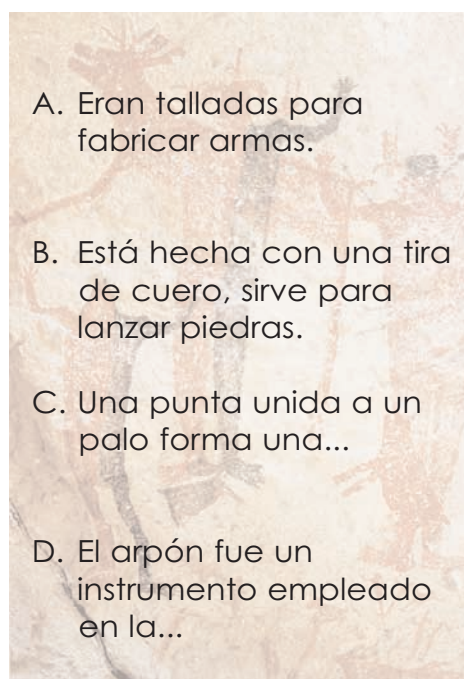 A. Eran talladas para
fabricar armas.
B. Está hecha con una tira
de cuero, sirve para
lanzar piedras.
C. Una punta unida a un
palo forma una...
D. El arpón fue un
instrumento empleado
en la...